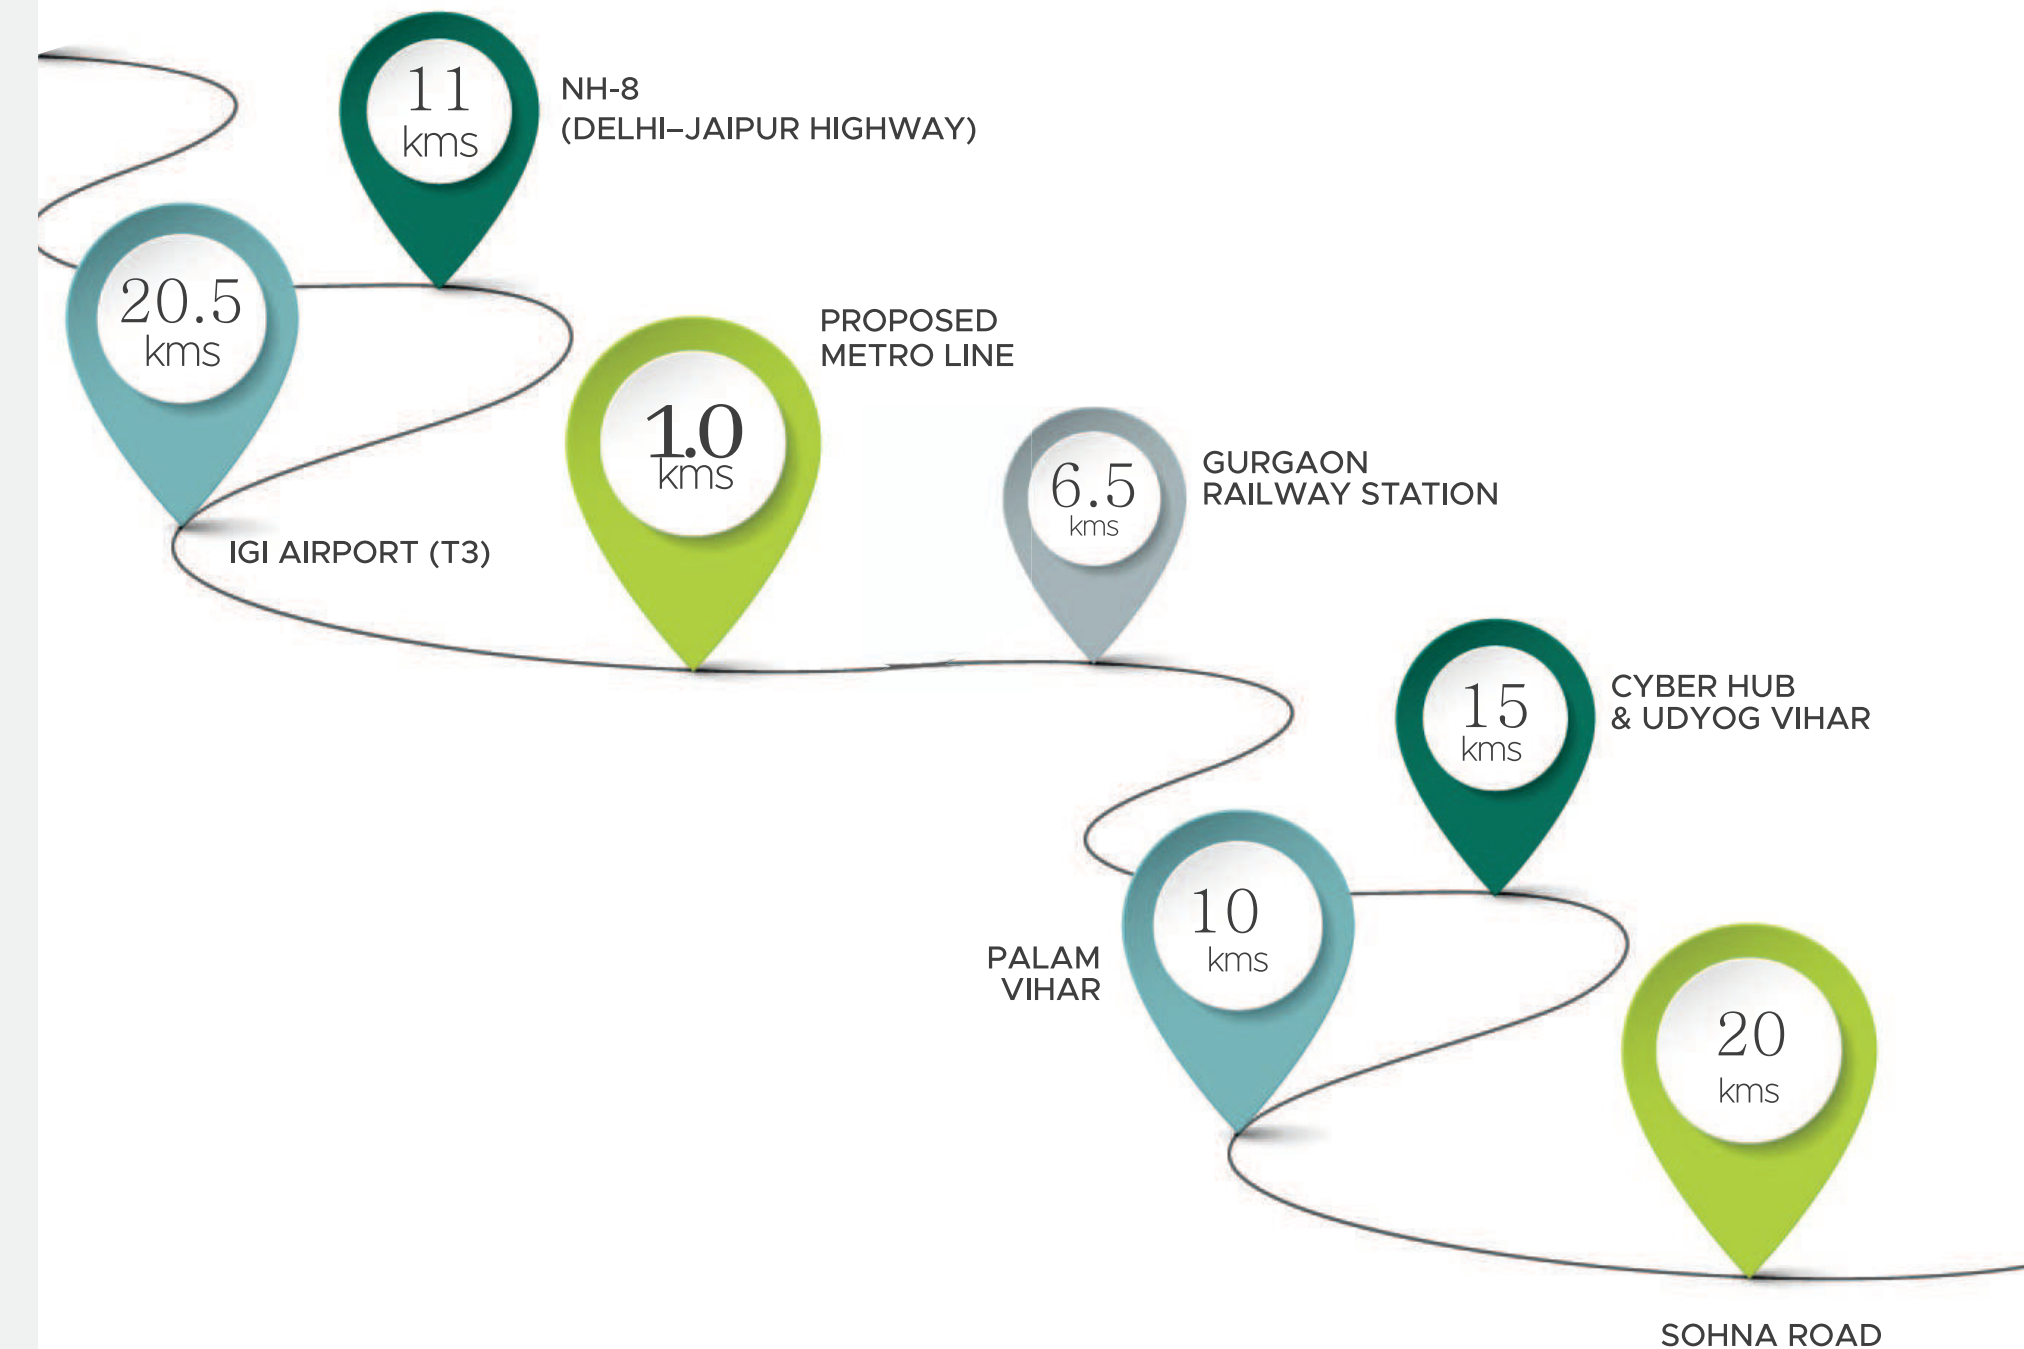 11
kms
NH-8
(DELHI–JAIPUR HIGHWAY)
20.5
kms
IGI AIRPORT (T3)
PROPOSED
METRO LINE
1.0
kms
6.5
kms
GURGAON
RAILWAY STATION
15
kms
CYBER HUB
& UDYOG VIHAR
10
kms
PALAM
VIHAR
20
kms
SOHNA ROAD